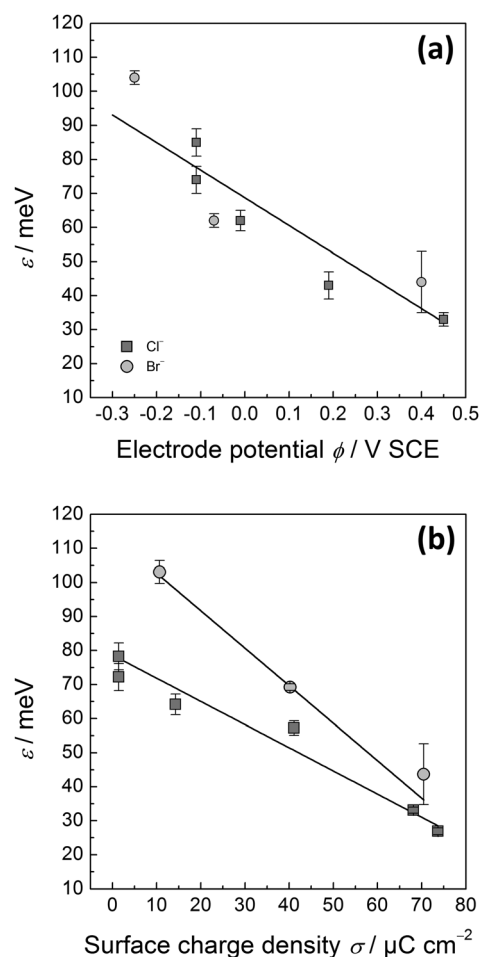 (a)
120
110
100
90
80
70
60
50
40
30
20
10
ε / meV
Cl⁻
Br⁻
-0.3 -0.2 -0.1 0.0 0.1 0.2 0.3 0.4 0.5
Electrode potential ϕ / V SCE
(b)
120
110
100
90
80
70
60
50
40
30
20
10
ε / meV
0 10 20 30 40 50 60 70 80
Surface charge density σ / μC cm⁻²